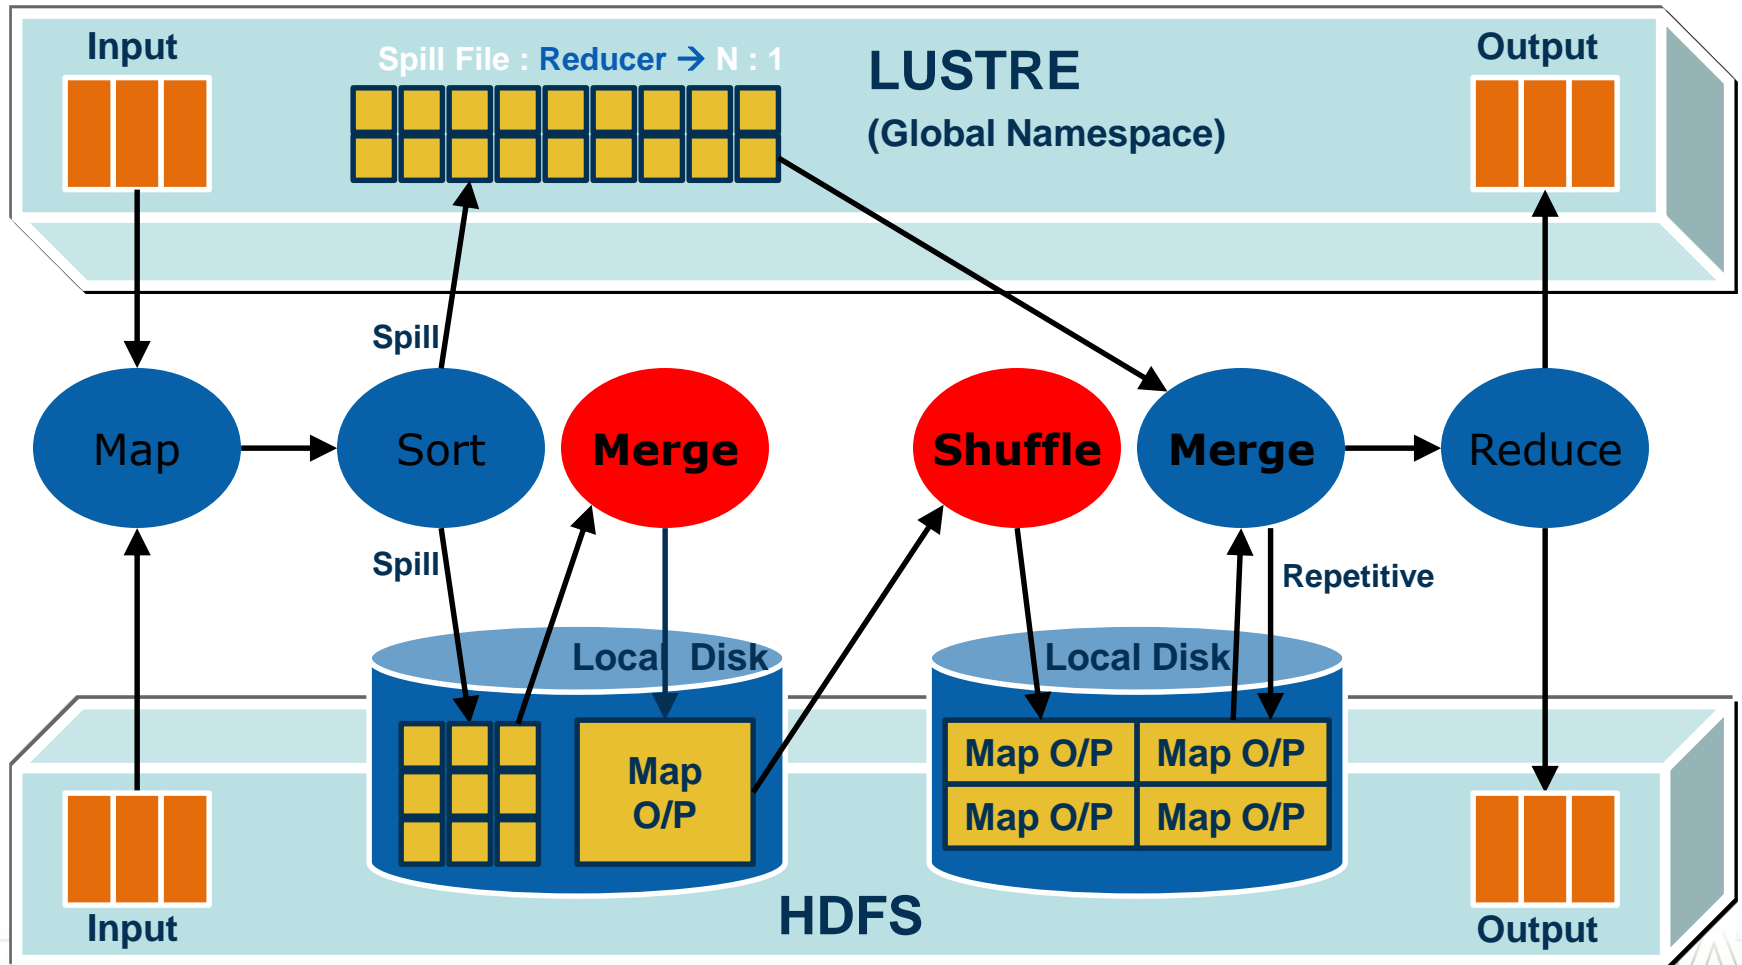 Input
Spill File : Reducer → N : 1
LUSTRE
(Global Namespace)
Output
Spill
Map
Sort
Merge
Shuffle
Merge
Reduce
Spill
Repetitive
Local Disk
Local Disk
Map
O/P
Map O/P
Map O/P
Map O/P
Map O/P
Input
HDFS
Output